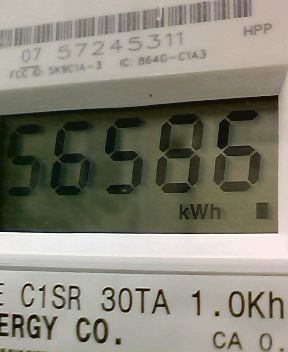 07 57245311
HPP
FCC ID: SK9C1A-3 IC: 864G-C1A3
56586
kWh
E C1SR 30TA 1.0Kh
ERGY CO.
CA 0.